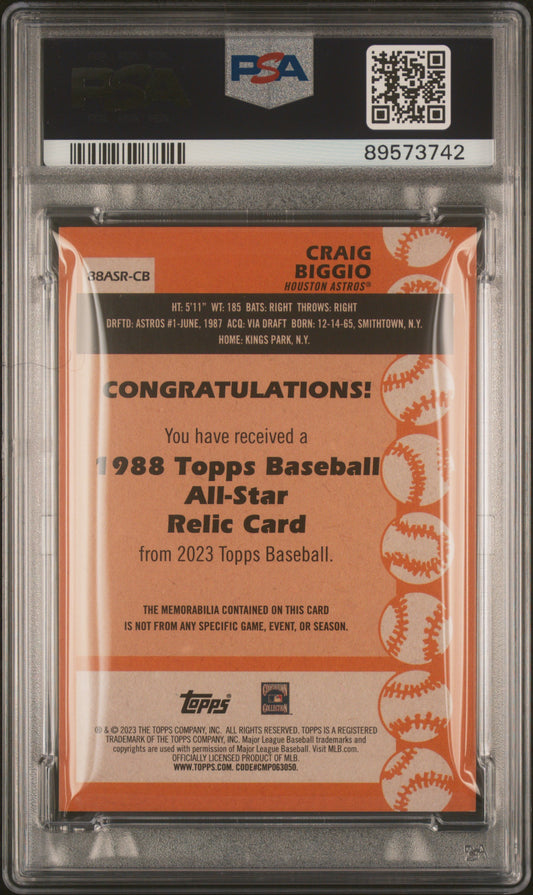 PSA
PSA
89573742
88ASR-CB
CRAIG
BIGGIO
HOUSTON ASTROS®
HT: 5'11" WT: 185 BATS: RIGHT THROWS: RIGHT
DRFTD: ASTROS #1-JUNE, 1987 ACQ: VIA DRAFT BORN: 12-14-65, SMITHTOWN, N.Y.
HOME: KINGS PARK, N.Y.
CONGRATULATIONS!
You have received a
1988 Topps Baseball
All-Star
Relic Card
from 2023 Topps Baseball.
THE MEMORABILIA CONTAINED ON THIS CARD
IS NOT FROM ANY SPECIFIC GAME, EVENT, OR SEASON.
topps
COOPERSTOWN
COLLECTION
® & © 2023 THE TOPPS COMPANY, INC. ALL RIGHTS RESERVED. TOPPS IS A REGISTERED
TRADEMARK OF THE TOPPS COMPANY, INC. Major League Baseball trademarks and
copyrights are used with permission of Major League Baseball. Visit MLB.com.
OFFICIALLY LICENSED PRODUCT OF MLB.
WWW.TOPPS.COM. CODE#CMP063050.
PSA